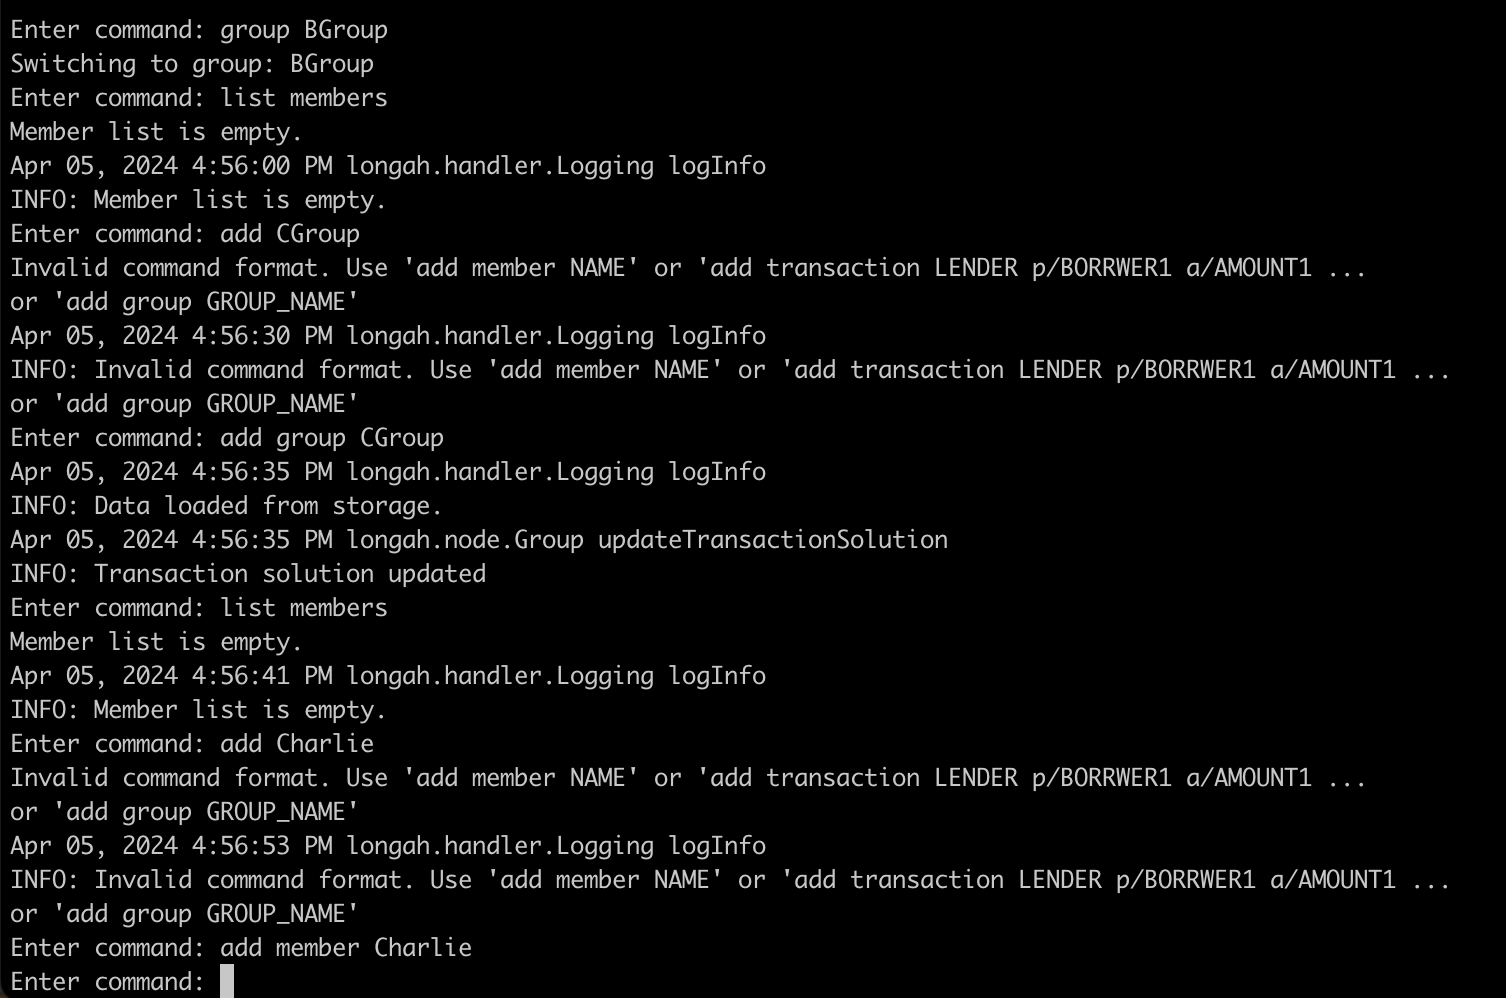 Enter command: group BGroup
Switching to group: BGroup
Enter command: list members
Member list is empty.
Apr 05, 2024 4:56:00 PM longah.handler.Logging logInfo
INFO: Member list is empty.
Enter command: add CGroup
Invalid command format. Use 'add member NAME' or 'add transaction LENDER p/BORRWER1 a/AMOUNT1 ...
or 'add group GROUP_NAME'
Apr 05, 2024 4:56:30 PM longah.handler.Logging logInfo
INFO: Invalid command format. Use 'add member NAME' or 'add transaction LENDER p/BORRWER1 a/AMOUNT1 ...
or 'add group GROUP_NAME'
Enter command: add group CGroup
Apr 05, 2024 4:56:35 PM longah.handler.Logging logInfo
INFO: Data loaded from storage.
Apr 05, 2024 4:56:35 PM longah.node.Group updateTransactionSolution
INFO: Transaction solution updated
Enter command: list members
Member list is empty.
Apr 05, 2024 4:56:41 PM longah.handler.Logging logInfo
INFO: Member list is empty.
Enter command: add Charlie
Invalid command format. Use 'add member NAME' or 'add transaction LENDER p/BORRWER1 a/AMOUNT1 ...
or 'add group GROUP_NAME'
Apr 05, 2024 4:56:53 PM longah.handler.Logging logInfo
INFO: Invalid command format. Use 'add member NAME' or 'add transaction LENDER p/BORRWER1 a/AMOUNT1 ...
or 'add group GROUP_NAME'
Enter command: add member Charlie
Enter command: